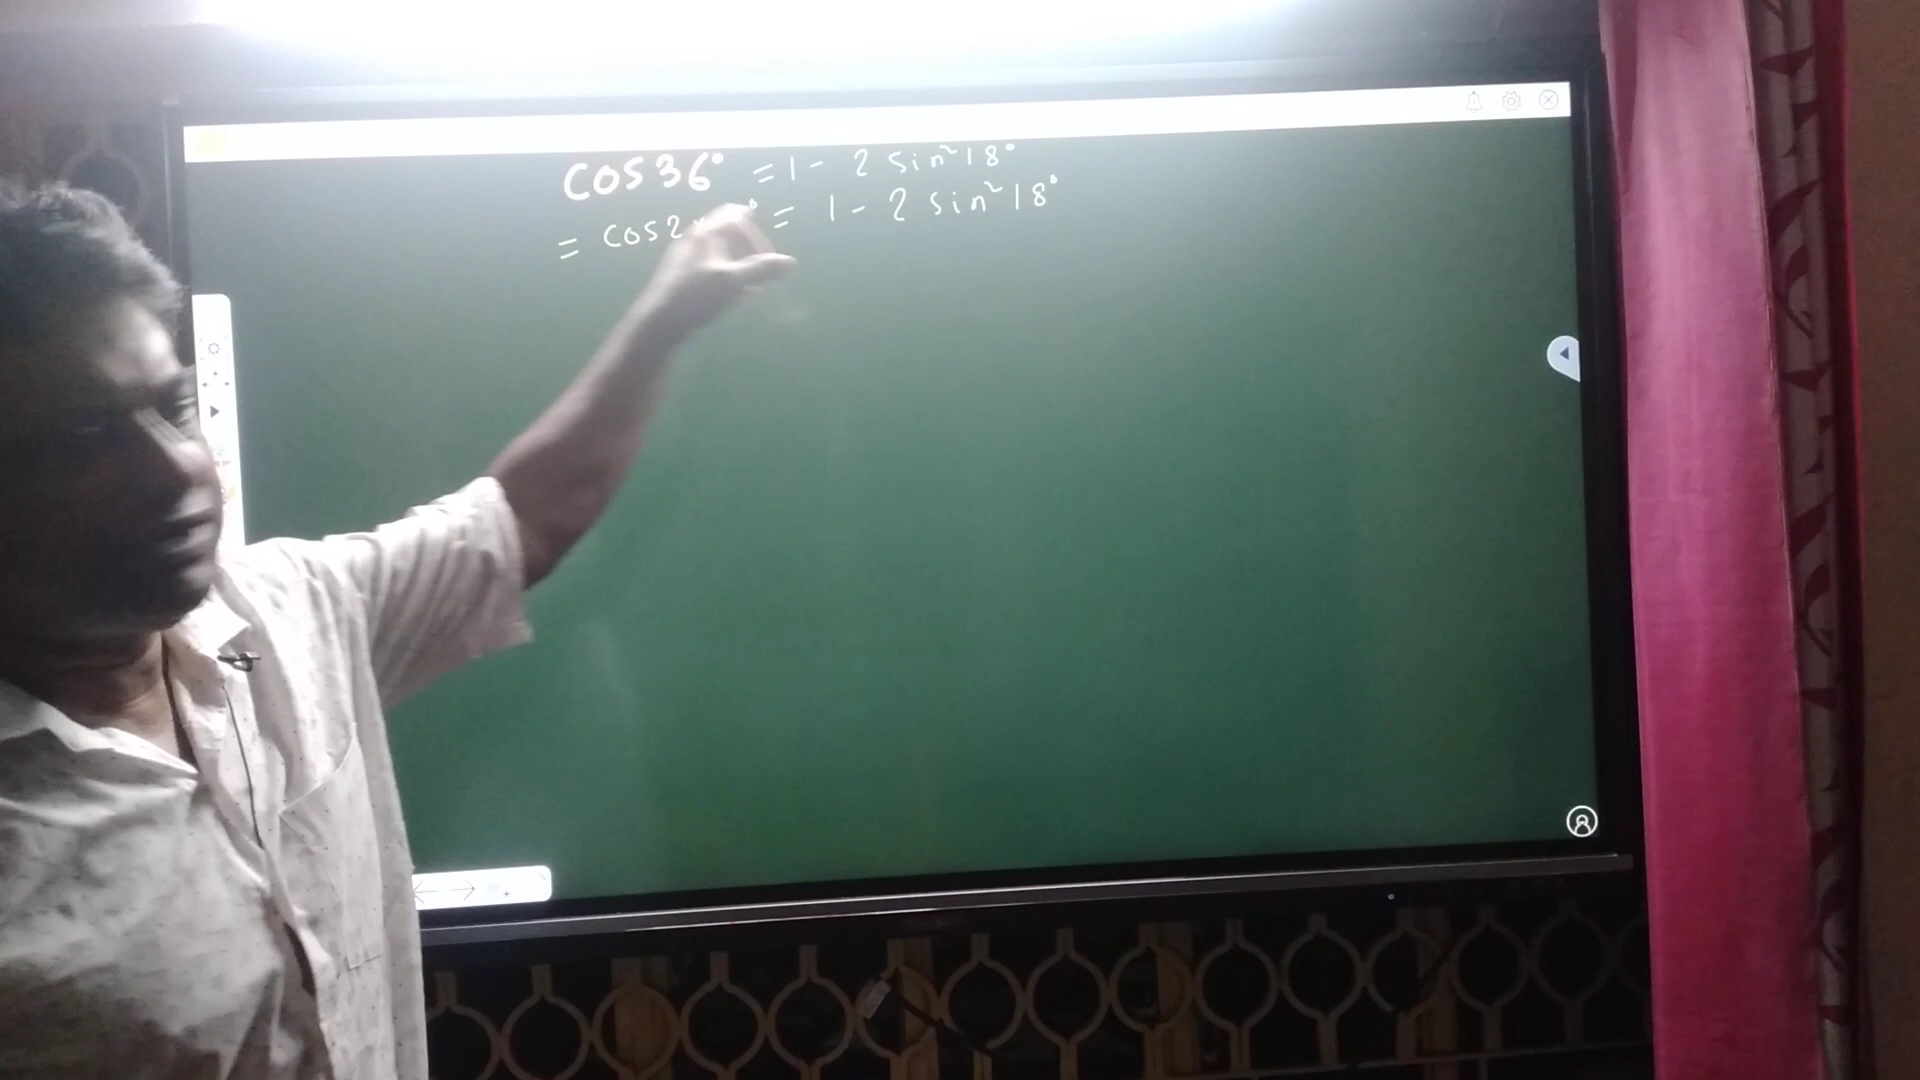 cos36° = 1 - 2 sin²18°
= cos2× ° = 1 - 2 sin²18°